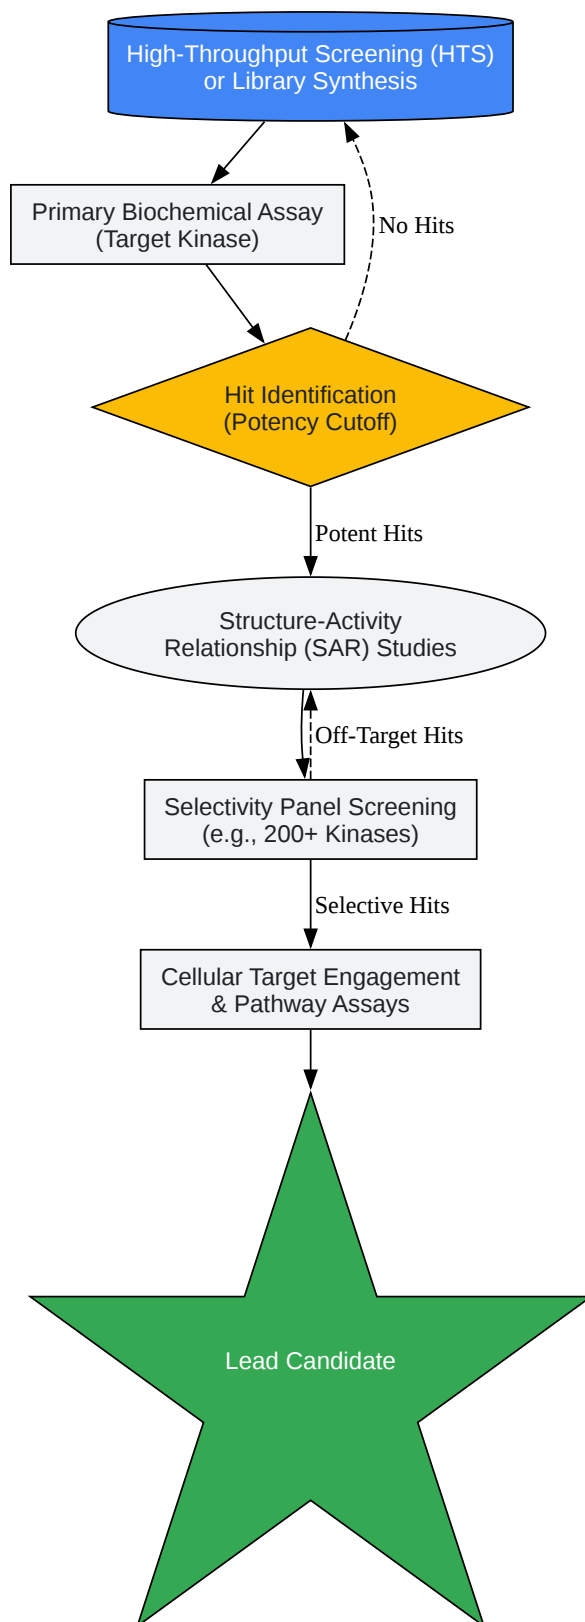 High-Throughput Screening (HTS)
or Library Synthesis
Primary Biochemical Assay
(Target Kinase)
No Hits
Hit Identification
(Potency Cutoff)
Potent Hits
Structure-Activity
Relationship (SAR) Studies
Off-Target Hits
Selectivity Panel Screening
(e.g., 200+ Kinases)
Selective Hits
Cellular Target Engagement
& Pathway Assays
Lead Candidate